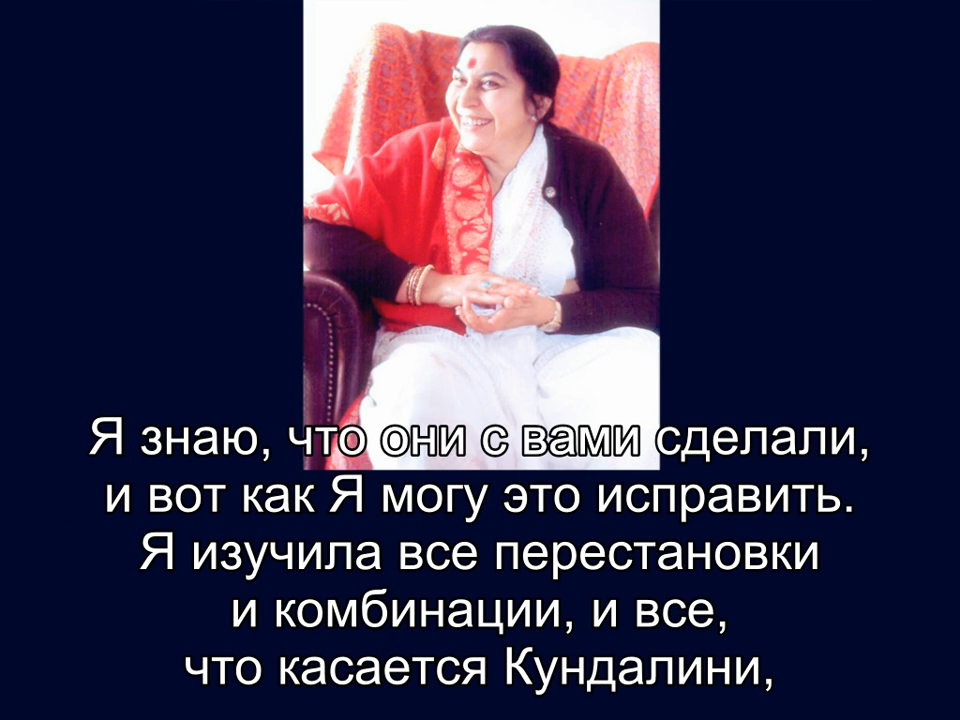 Я знаю, что они с вами сделали,
и вот как Я могу это исправить.
Я изучила все перестановки
и комбинации, и все,
что касается Кундалини,